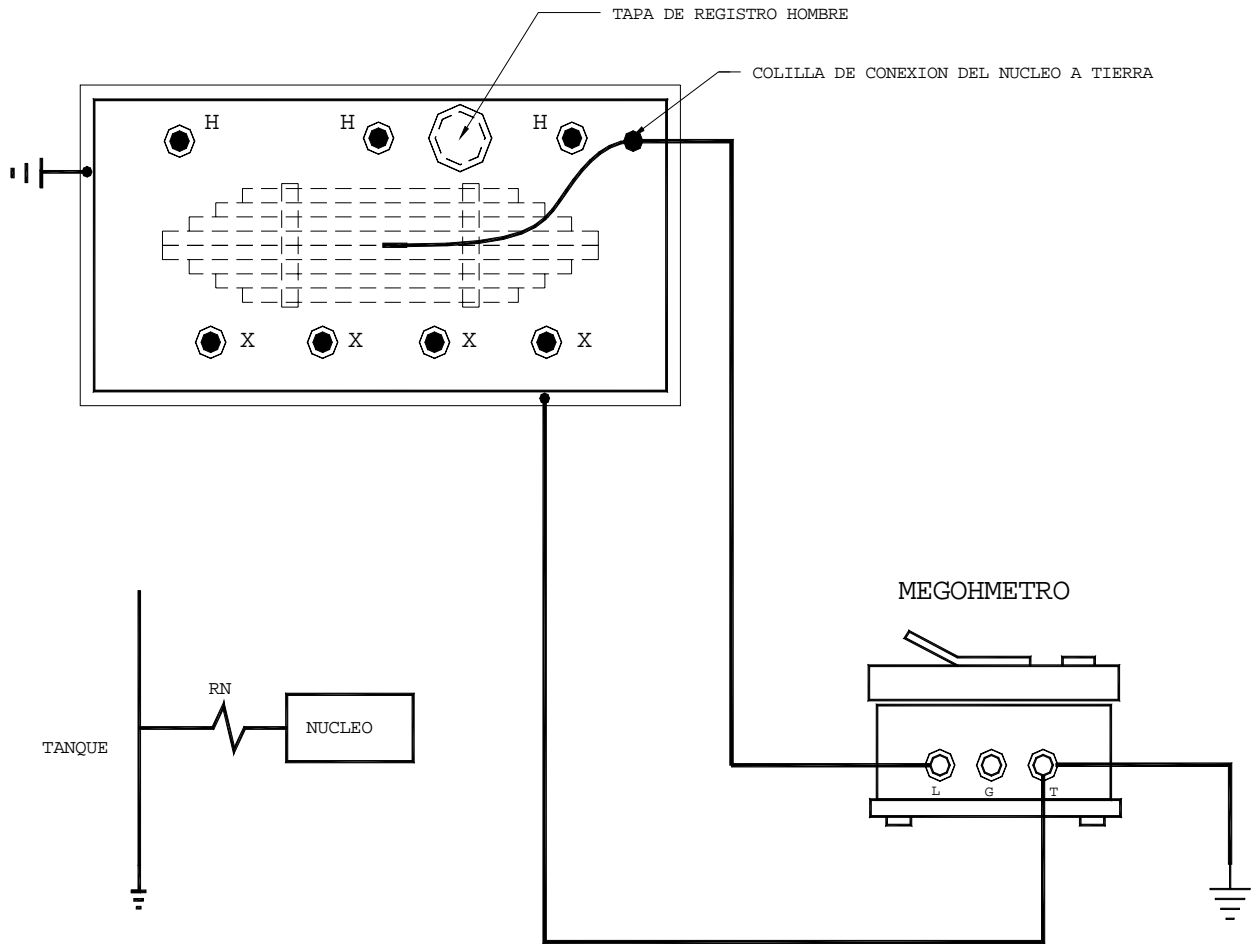 TAPA DE REGISTRO HOMBRE
COLILLA DE CONEXION DEL NUCLEO A TIERRA
H
H
H
X
X
X
X
MEGOHMETRO
RN
NUCLEO
TANQUE
L
G
T